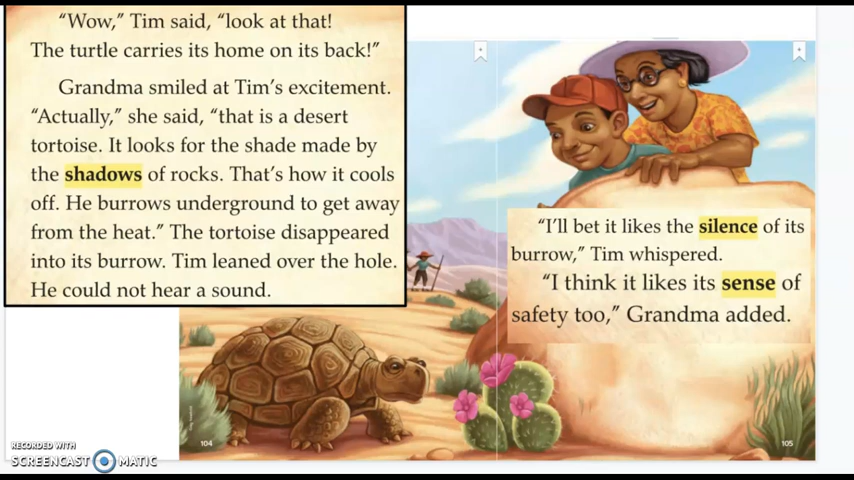 “Wow,” Tim said, “look at that!
The turtle carries its home on its back!”
Grandma smiled at Tim’s excitement.
“Actually,” she said, “that is a desert
tortoise. It looks for the shade made by
the shadows of rocks. That’s how it cools
off. He burrows underground to get away
from the heat.” The tortoise disappeared
into its burrow. Tim leaned over the hole.
He could not hear a sound.
“I’ll bet it likes the silence of its
burrow,” Tim whispered.
“I think it likes its sense of
safety too,” Grandma added.
104
105
RECORDED WITH
SCREENCAST MATIC